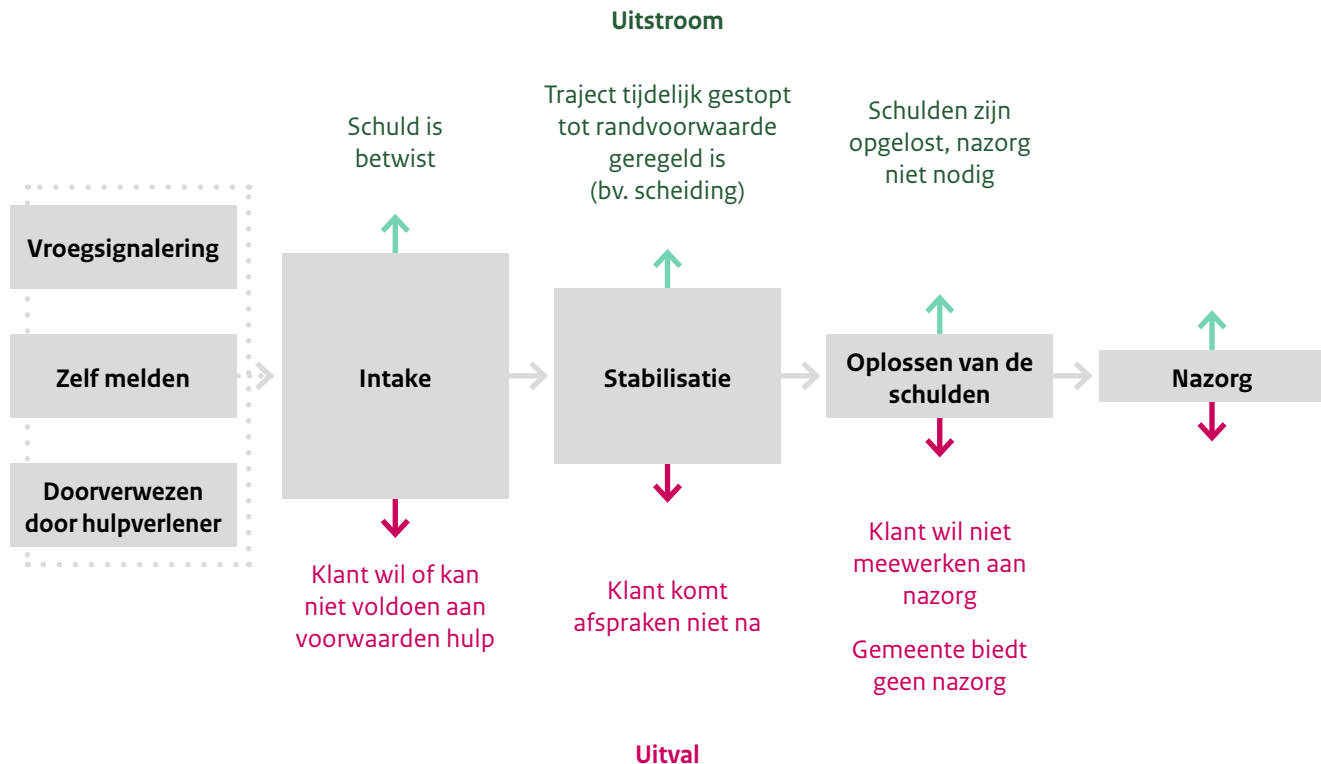 Uitstroom
Schuld is
betwist
Traject tijdelijk gestopt
tot randvoorwaarde
geregeld is
(bv. scheiding)
Schulden zijn
opgelost, nazorg
niet nodig
Vroegsignalering
Zelf melden
Doorverwezen
door hulpverlener
Intake
Stabilisatie
Oplossen van de
schulden
Nazorg
Klant wil of kan
niet voldoen aan
voorwaarden hulp
Klant komt
afspraken niet na
Klant wil niet
meewerken aan
nazorg
Gemeente biedt
geen nazorg
Uitval